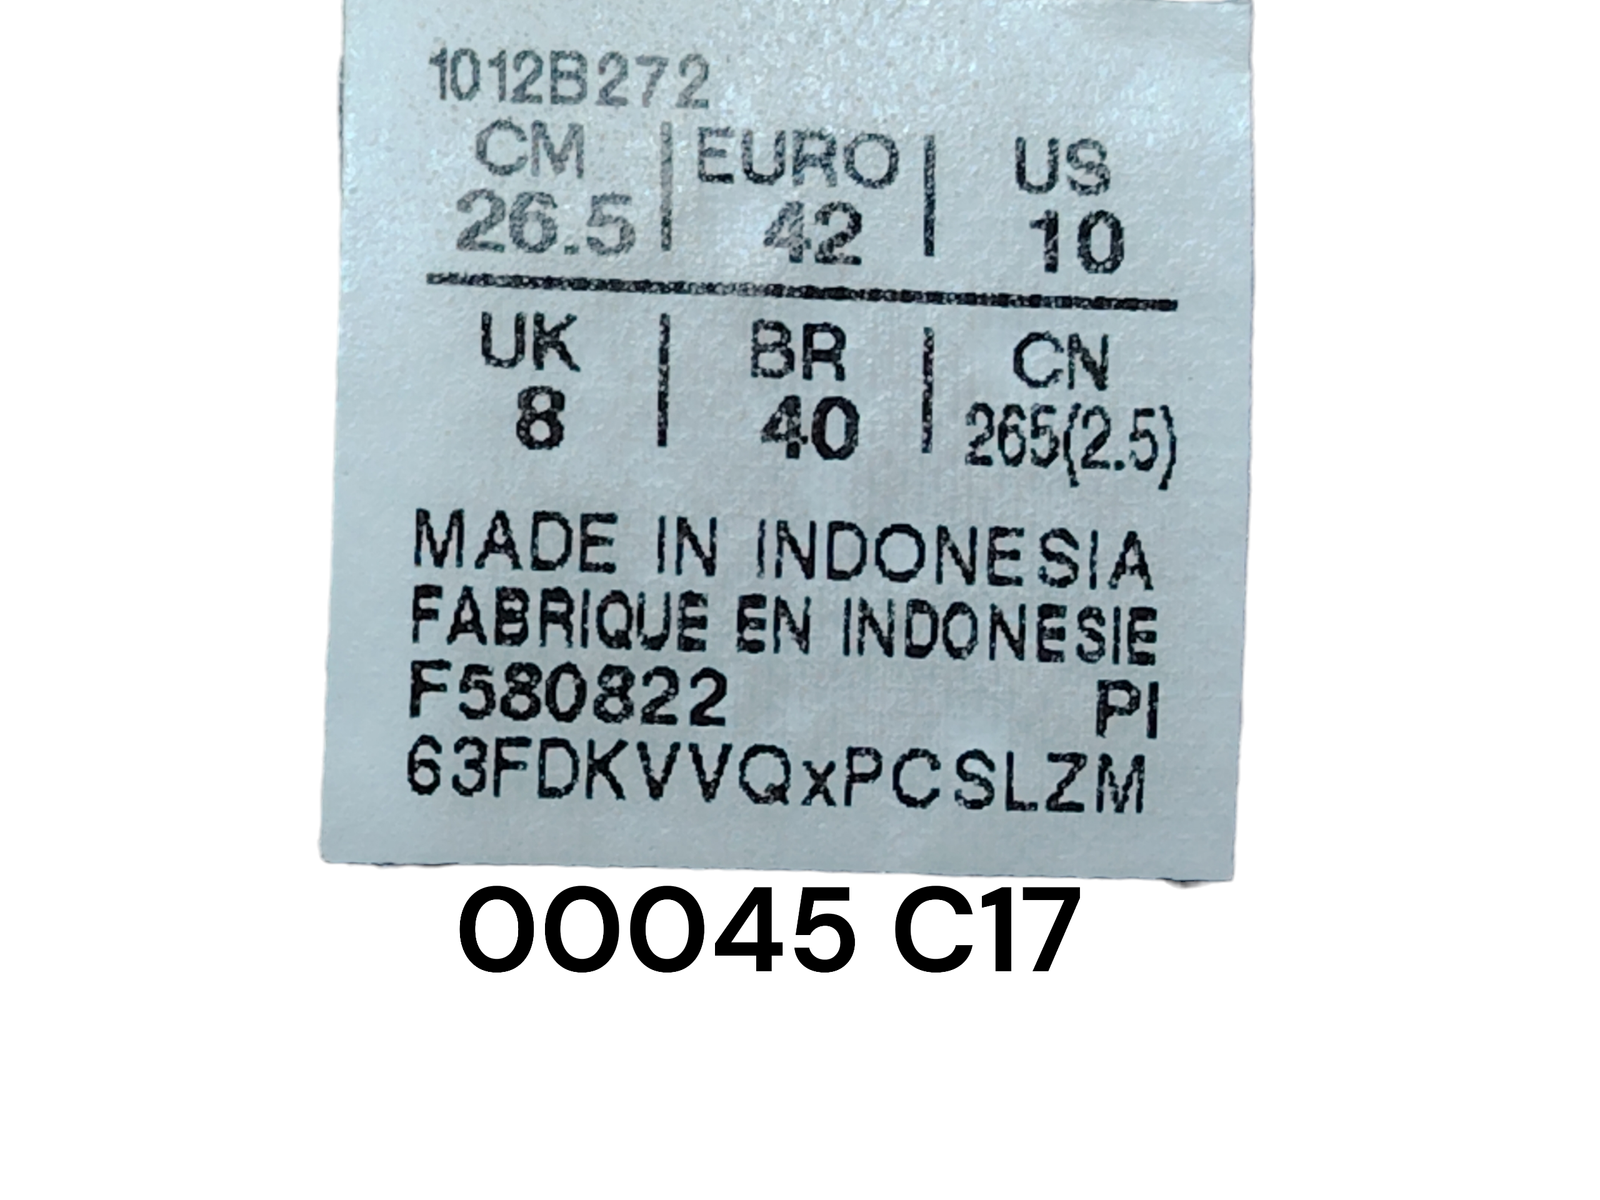 1012B272
CM | EURO | US
26.5 | 42 | 10
UK | BR | CN
8 | 40 | 265(2.5)
MADE IN INDONESIA
FABRIQUE EN INDONESIE
F580822 PI
63FDKVVQxPCSLZM
00045 C17